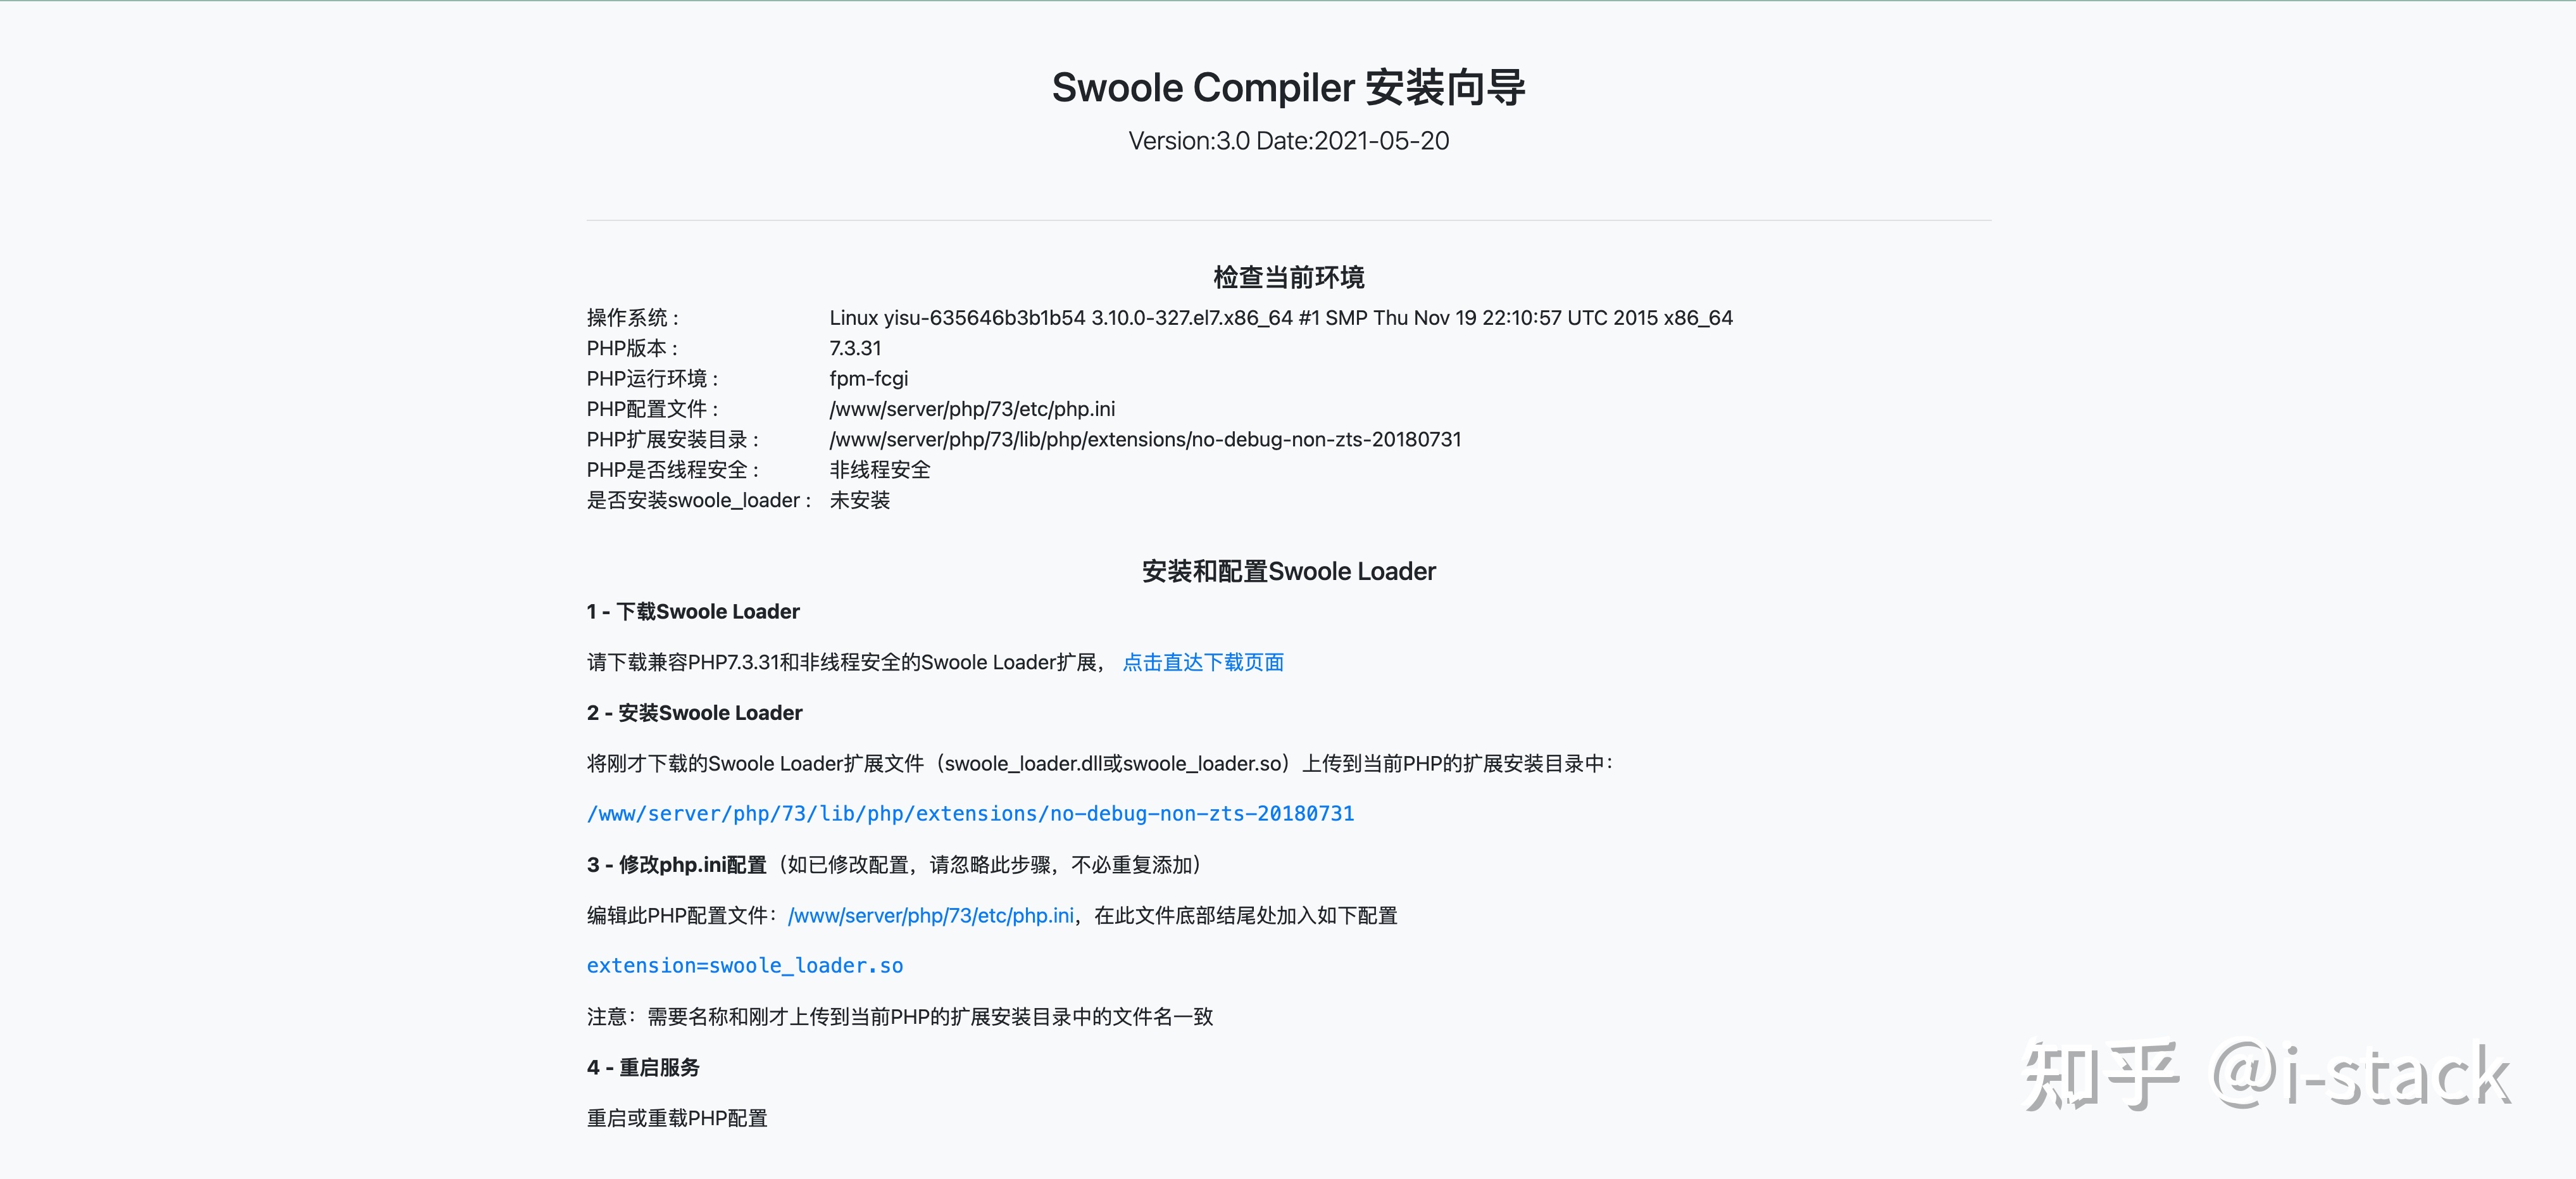 Swoole Compiler 安装向导
Version:3.0 Date:2021-05-20
检查当前环境
操作系统 : Linux yisu-635646b3b1b54 3.10.0-327.el7.x86_64 #1 SMP Thu Nov 19 22:10:57 UTC 2015 x86_64
PHP版本 : 7.3.31
PHP运行环境 : fpm-fcgi
PHP配置文件 : /www/server/php/73/etc/php.ini
PHP扩展安装目录 : /www/server/php/73/lib/php/extensions/no-debug-non-zts-20180731
PHP是否线程安全 : 非线程安全
是否安装swoole_loader : 未安装
安装和配置Swoole Loader
1 - 下载Swoole Loader
请下载兼容PHP7.3.31和非线程安全的Swoole Loader扩展， 点击直达下载页面
2 - 安装Swoole Loader
将刚才下载的Swoole Loader扩展文件（swoole_loader.dll或swoole_loader.so）上传到当前PHP的扩展安装目录中：
/www/server/php/73/lib/php/extensions/no-debug-non-zts-20180731
3 - 修改php.ini配置（如已修改配置，请忽略此步骤，不必重复添加）
编辑此PHP配置文件：/www/server/php/73/etc/php.ini，在此文件底部结尾处加入如下配置
extension=swoole_loader.so
注意：需要名称和刚才上传到当前PHP的扩展安装目录中的文件名一致
4 - 重启服务
重启或重载PHP配置
知乎 @i-stack